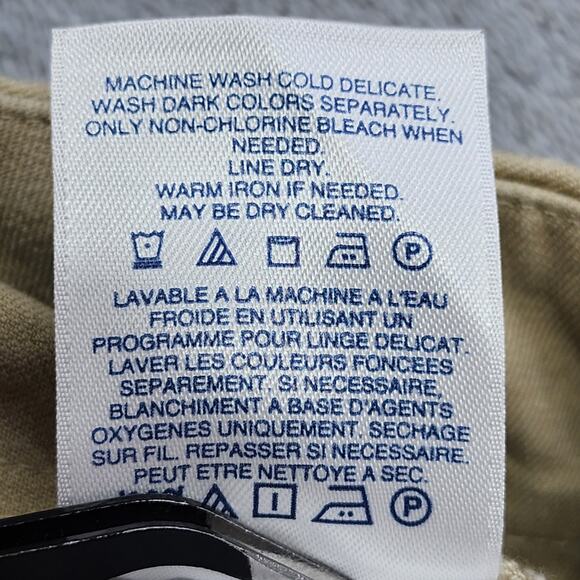 MACHINE WASH COLD DELICATE.
WASH DARK COLORS SEPARATELY.
ONLY NON-CHLORINE BLEACH WHEN
NEEDED.
LINE DRY.
WARM IRON IF NEEDED.
MAY BE DRY CLEANED.
P
LAVABLE A LA MACHINE A L'EAU
FROIDE EN UTILISANT UN
PROGRAMME POUR LINGE DELICAT.
LAVER LES COULEURS FONCEES
SEPAREMENT. SI NECESSAIRE,
BLANCHIMENT A BASE D'AGENTS
OXYGENES UNIQUEMENT. SECHAGE
SUR FIL. REPASSER SI NECESSAIRE.
PEUT ETRE NETTOYE A SEC.
P